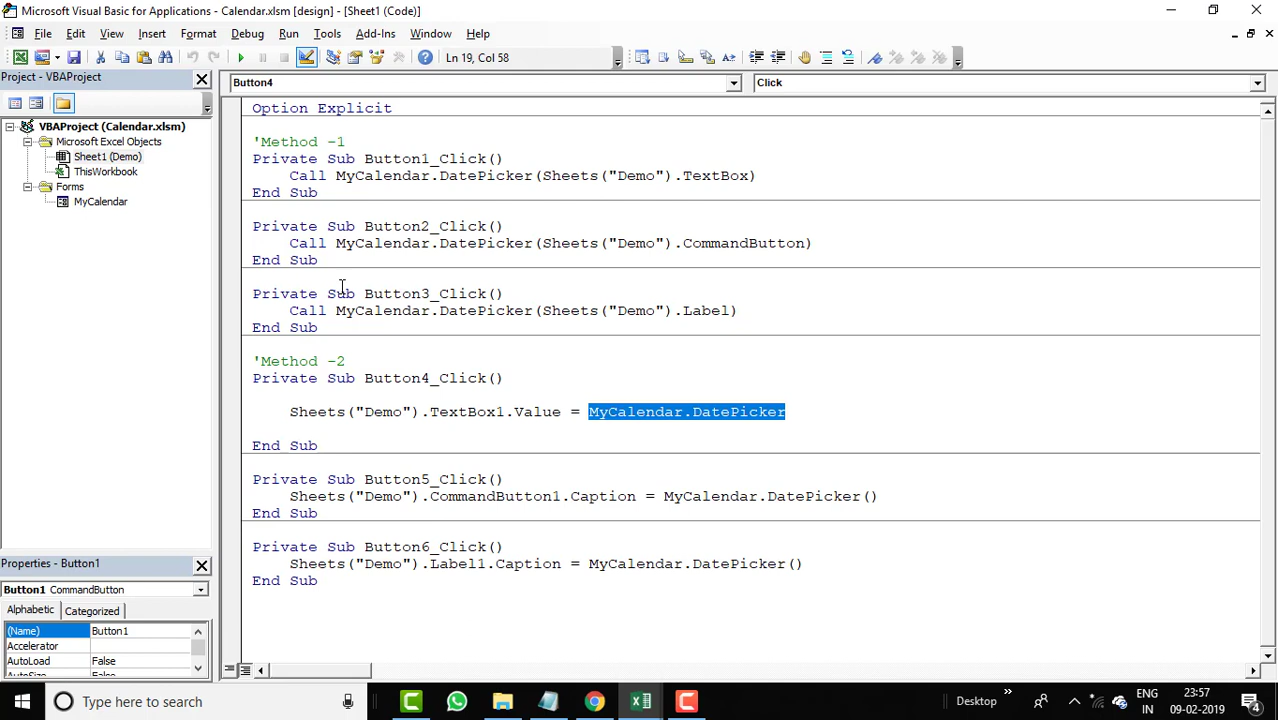 Microsoft Visual Basic for Applications - Calendar.xlsm [design] - [Sheet1 (Code)]
File Edit View Insert Format Debug Run Tools Add-Ins Window Help
Ln 19, Col 58
Project - VBAProject
Button4 Click
VBAProject (Calendar.xlsm)
Microsoft Excel Objects
Sheet1 (Demo)
ThisWorkbook
Forms
MyCalendar
Option Explicit
'Method -1
Private Sub Button1_Click()
Call MyCalendar.DatePicker(Sheets("Demo").TextBox)
End Sub
Private Sub Button2_Click()
Call MyCalendar.DatePicker(Sheets("Demo").CommandButton)
End Sub
Private Sub Button3_Click()
Call MyCalendar.DatePicker(Sheets("Demo").Label)
End Sub
'Method -2
Private Sub Button4_Click()
Sheets("Demo").TextBox1.Value = MyCalendar.DatePicker
End Sub
Private Sub Button5_Click()
Sheets("Demo").CommandButton1.Caption = MyCalendar.DatePicker()
End Sub
Private Sub Button6_Click()
Sheets("Demo").Label1.Caption = MyCalendar.DatePicker()
End Sub
Properties - Button1
Button1 CommandButton
Alphabetic Categorized
(Name) Button1
Accelerator
AutoLoad False
AutoSize False
Type here to search
Desktop
ENG
IN
23:57
09-02-2019
4